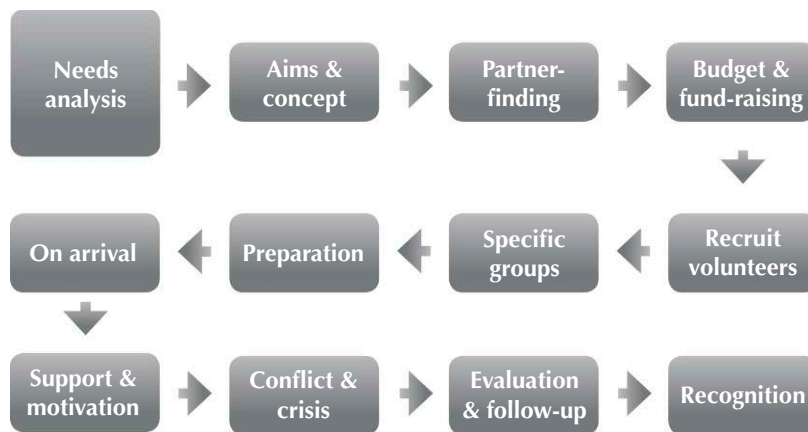 Needs
analysis
Aims &
concept
Partner-
finding
Budget &
fund-raising
Recruit
volunteers
Specific
groups
Preparation
On arrival
Support &
motivation
Conflict &
crisis
Evaluation
& follow-up
Recognition